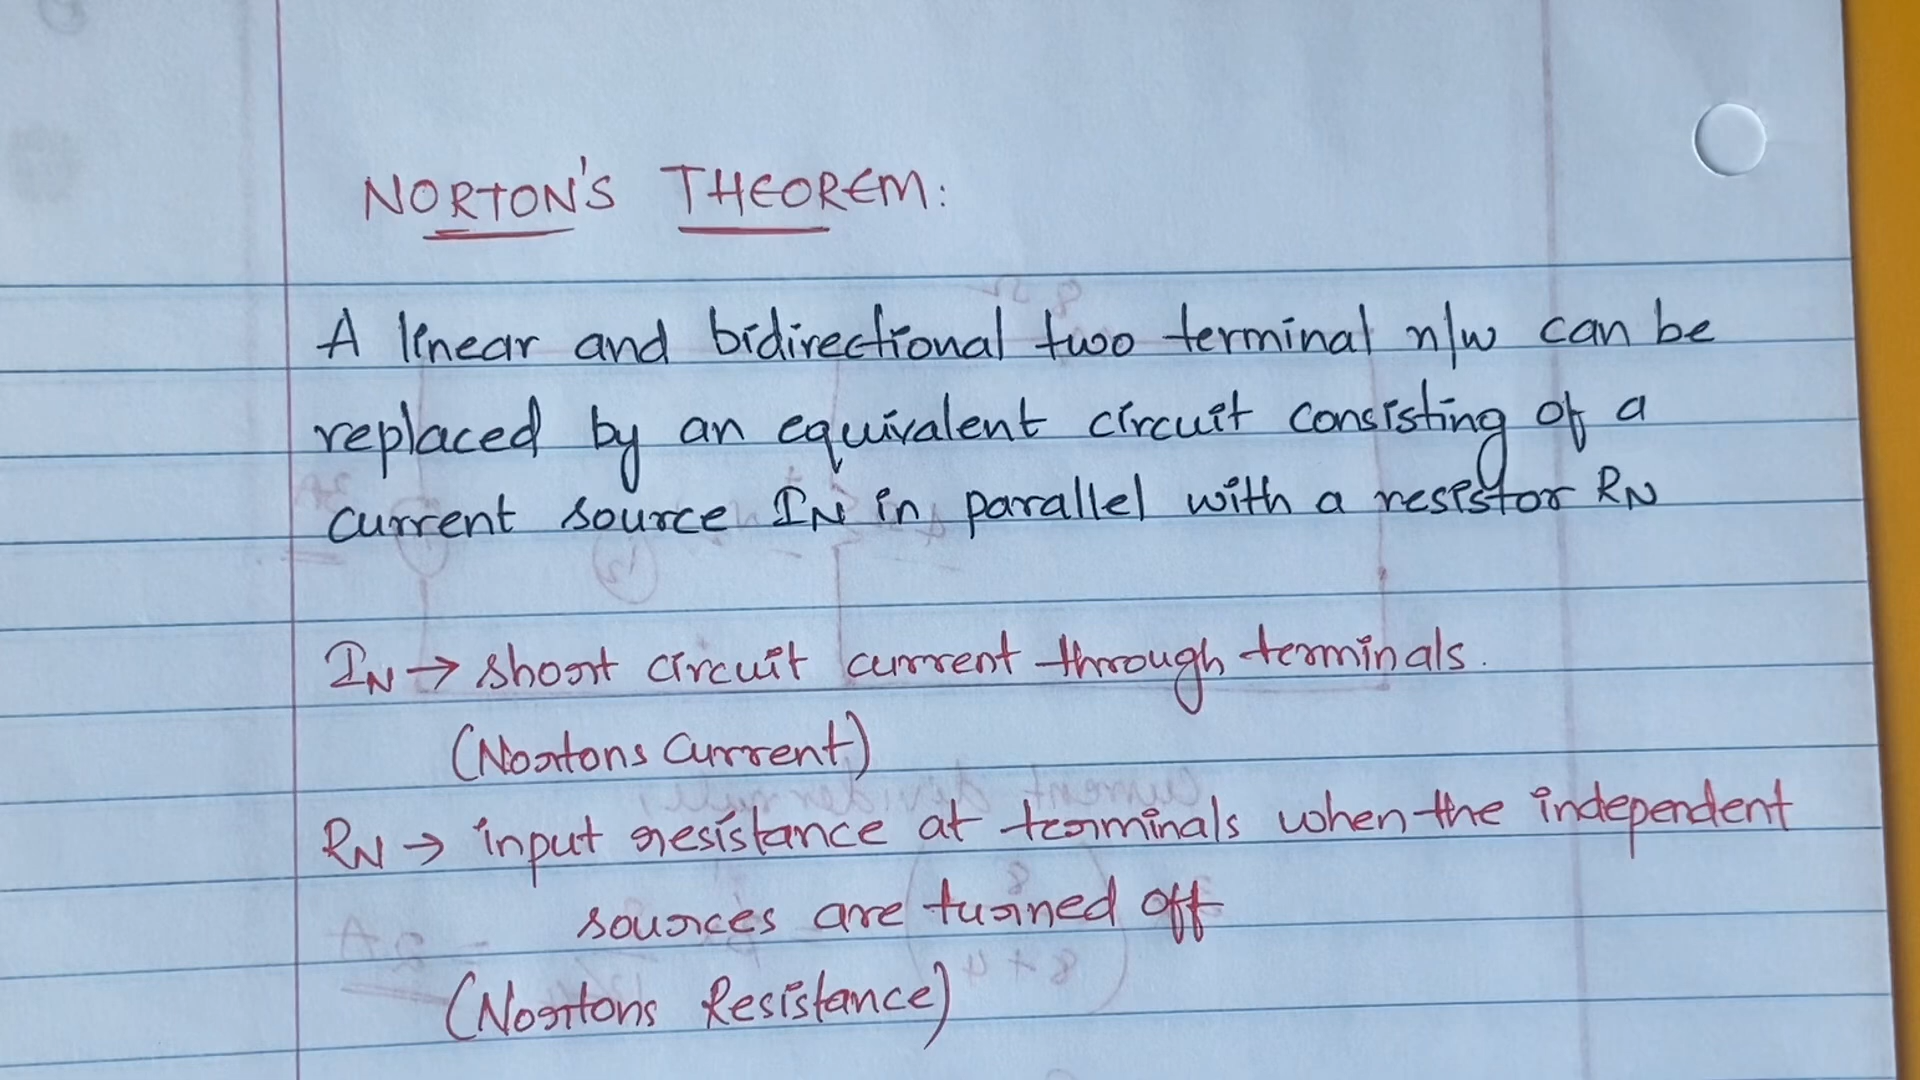 NORTON'S THEOREM:
A linear and bidirectional two terminal n/w can be
replaced by an equivalent circuit consisting of a
current source IN in parallel with a resistor RN
IN → short circuit current through terminals.
(Nortons Current)
RN → input resistance at terminals when the independent
sources are turned off
(Nortons Resistance)